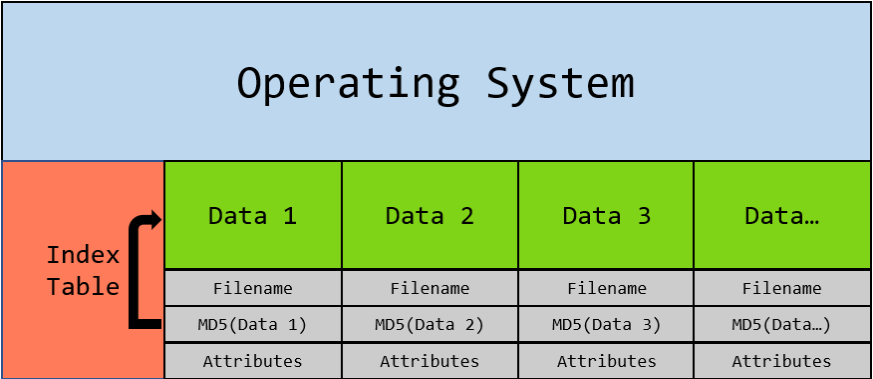 Operating System
Index
Table
Data 1
Data 2
Data 3
Data…
Filename
Filename
Filename
Filename
MD5(Data 1)
MD5(Data 2)
MD5(Data 3)
MD5(Data…)
Attributes
Attributes
Attributes
Attributes